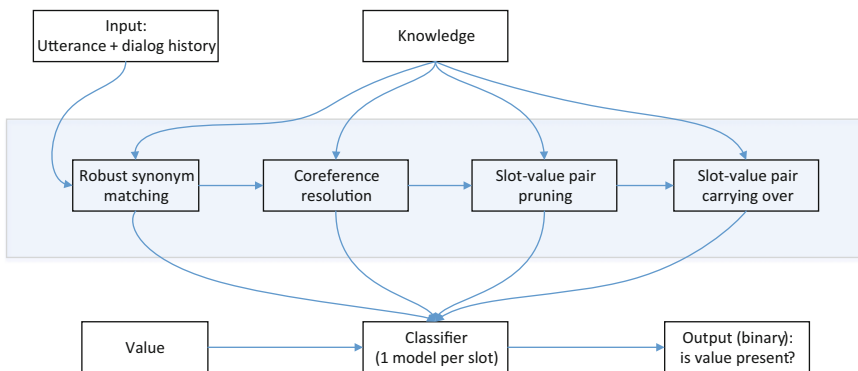 Input:
Utterance + dialog history
Knowledge
Robust synonym
matching
Coreference
resolution
Slot-value pair
pruning
Slot-value pair
carrying over
Value
Classifier
(1 model per slot)
Output (binary):
is value present?